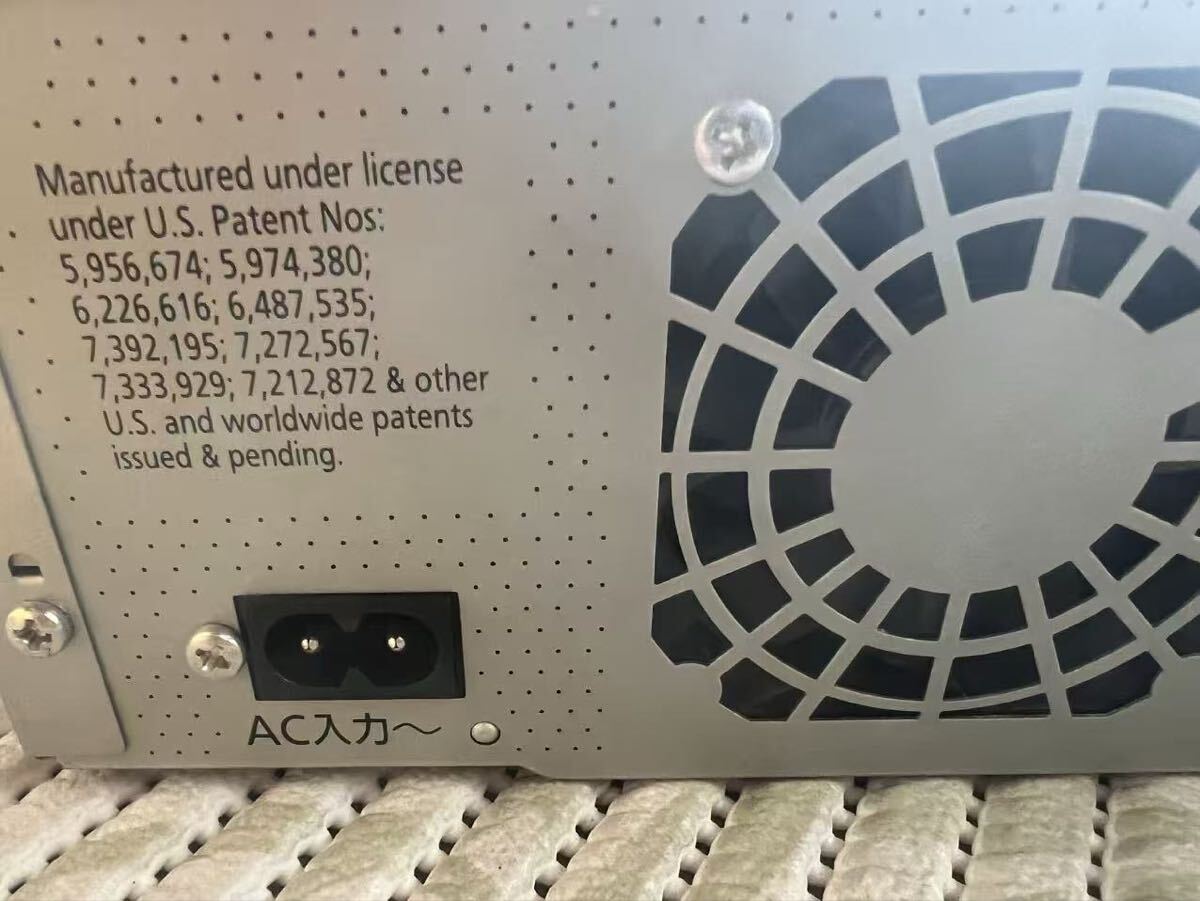 Manufactured under license
under U.S. Patent Nos:
5,956,674; 5,974,380;
6,226,616; 6,487,535;
7,392,195; 7,272,567;
7,333,929; 7,212,872 & other
U.S. and worldwide patents
issued & pending.
AC入力～